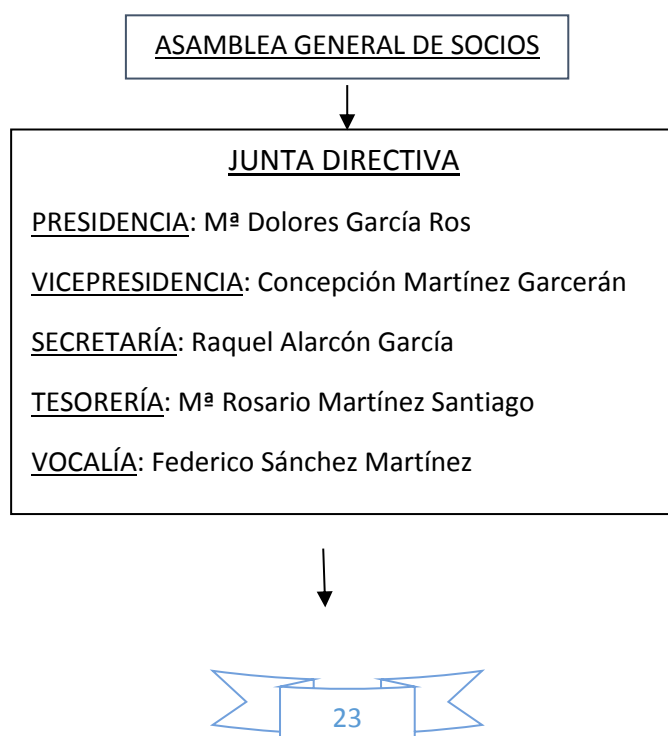 ASAMBLEA GENERAL DE SOCIOS
JUNTA DIRECTIVA
PRESIDENCIA: Mª Dolores García Ros
VICEPRESIDENCIA: Concepción Martínez Garcerán
SECRETARÍA: Raquel Alarcón García
TESORERÍA: Mª Rosario Martínez Santiago
VOCALÍA: Federico Sánchez Martínez
23